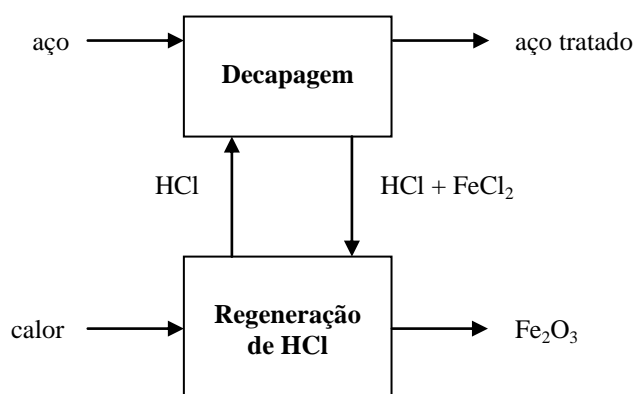 aço
Decapagem
aço tratado
HCl
HCl + FeCl₂
calor
Regeneração
de HCl
Fe₂O₃